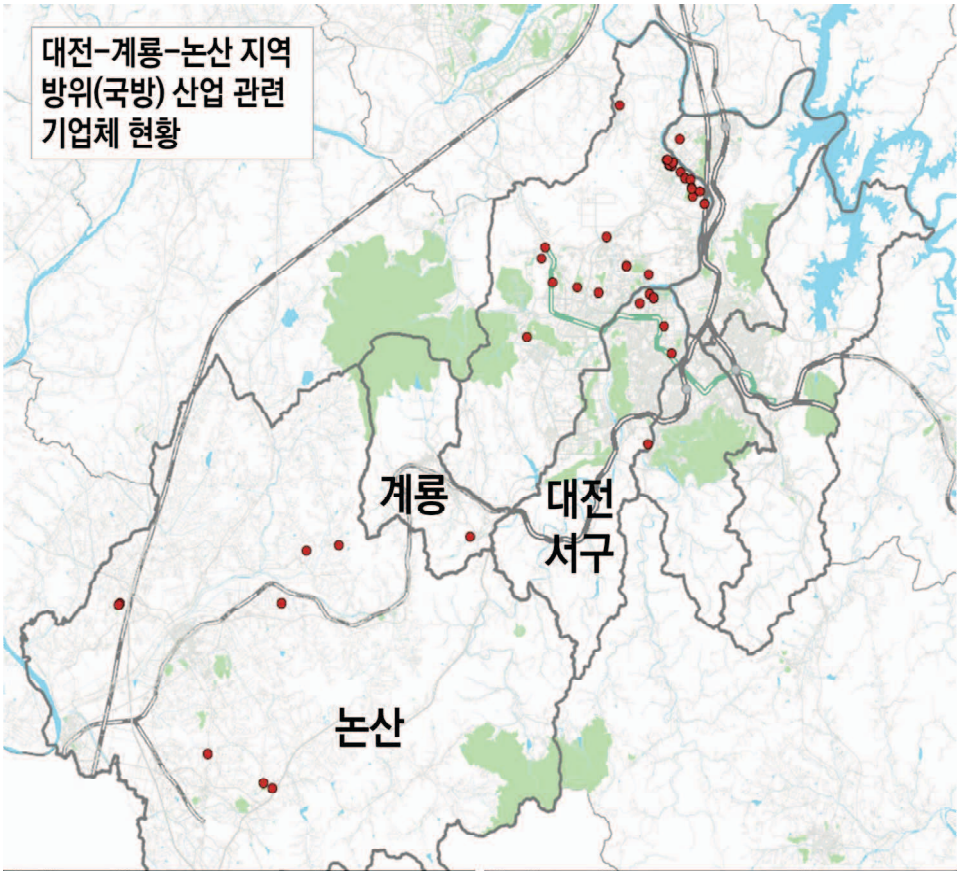 대전-계룡-논산 지역
방위(국방) 산업 관련
기업체 현황
계룡
대전
서구
논산